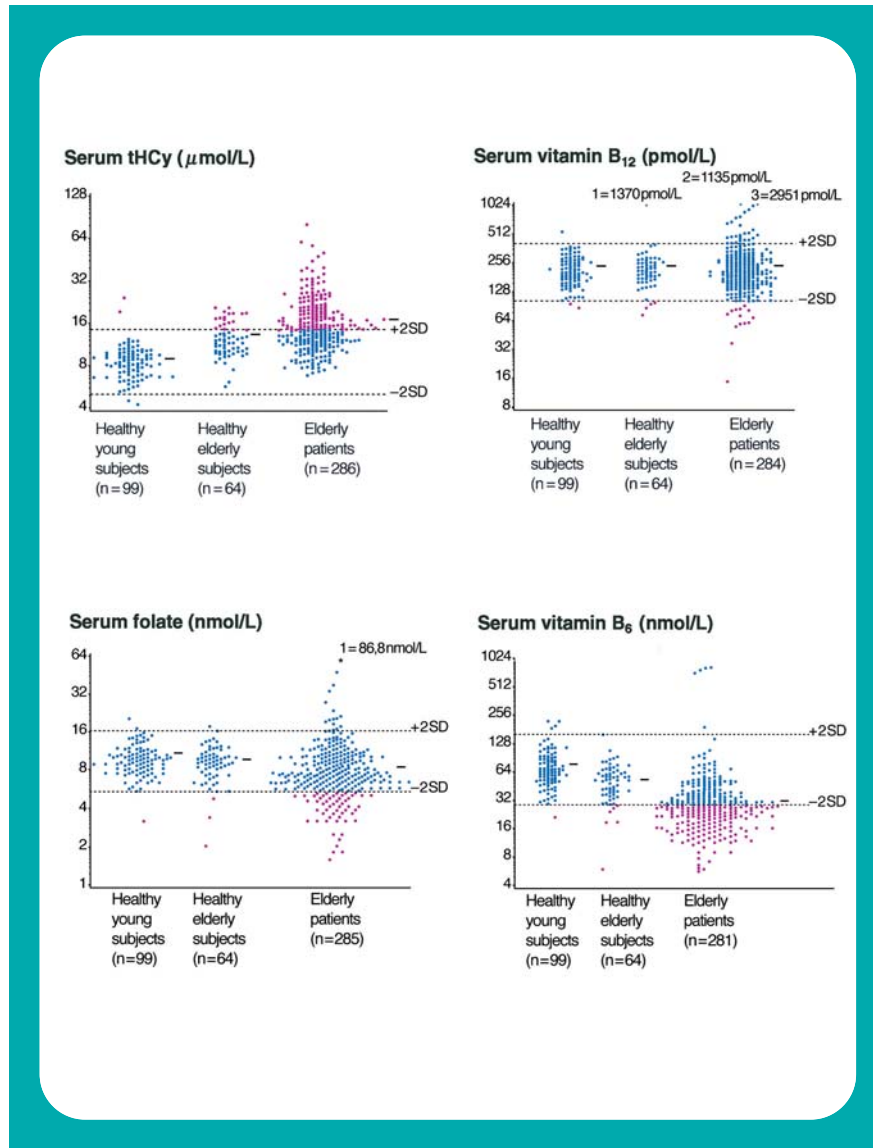 Serum tHCy (μmol/L)
128
64
32
16
8
4
+2SD
−2SD
Healthy
young
subjects
(n=99)
Healthy
elderly
subjects
(n=64)
Elderly
patients
(n=286)
Serum vitamin B₁₂ (pmol/L)
2=1135pmol/L
1=1370pmol/L
3=2951pmol/L
1024
512
256
128
64
32
16
8
+2SD
−2SD
Healthy
young
subjects
(n=99)
Healthy
elderly
subjects
(n=64)
Elderly
patients
(n=284)
Serum folate (nmol/L)
1=86,8nmol/L
64
32
16
8
4
2
1
+2SD
−2SD
Healthy
young
subjects
(n=99)
Healthy
elderly
subjects
(n=64)
Elderly
patients
(n=285)
Serum vitamin B₆ (nmol/L)
1024
512
256
128
64
32
16
8
4
+2SD
−2SD
Healthy
young
subjects
(n=99)
Healthy
elderly
subjects
(n=64)
Elderly
patients
(n=281)